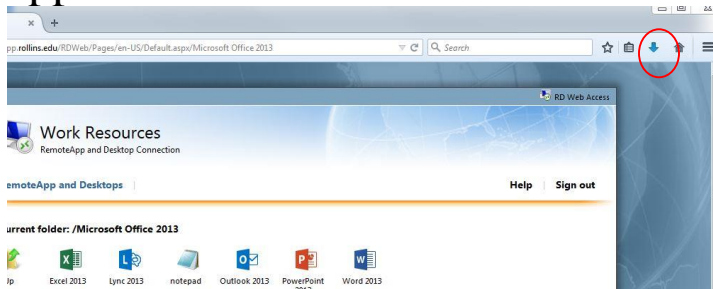 pp.rollins.edu/RDWeb/Pages/en-US/Default.aspx/Microsoft Office 2013
Search
RD Web Access
Work Resources
RemoteApp and Desktop Connection
emoteApp and Desktops
Help
Sign out
urrent folder: /Microsoft Office 2013
Up
Excel 2013
Lync 2013
notepad
Outlook 2013
PowerPoint
Word 2013
2013